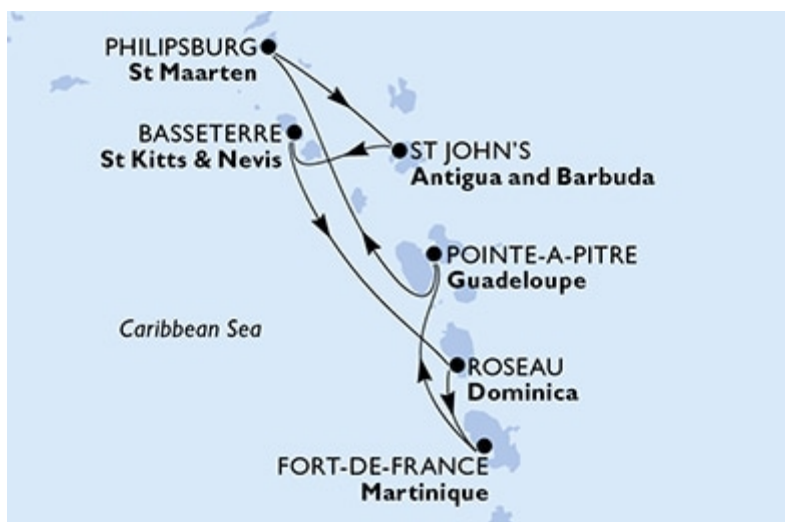 PHILIPSBURG
St Maarten
BASSETERRE
St Kitts & Nevis
ST JOHN'S
Antigua and Barbuda
POINTE-A-PITRE
Guadeloupe
Caribbean Sea
ROSEAU
Dominica
FORT-DE-FRANCE
Martinique